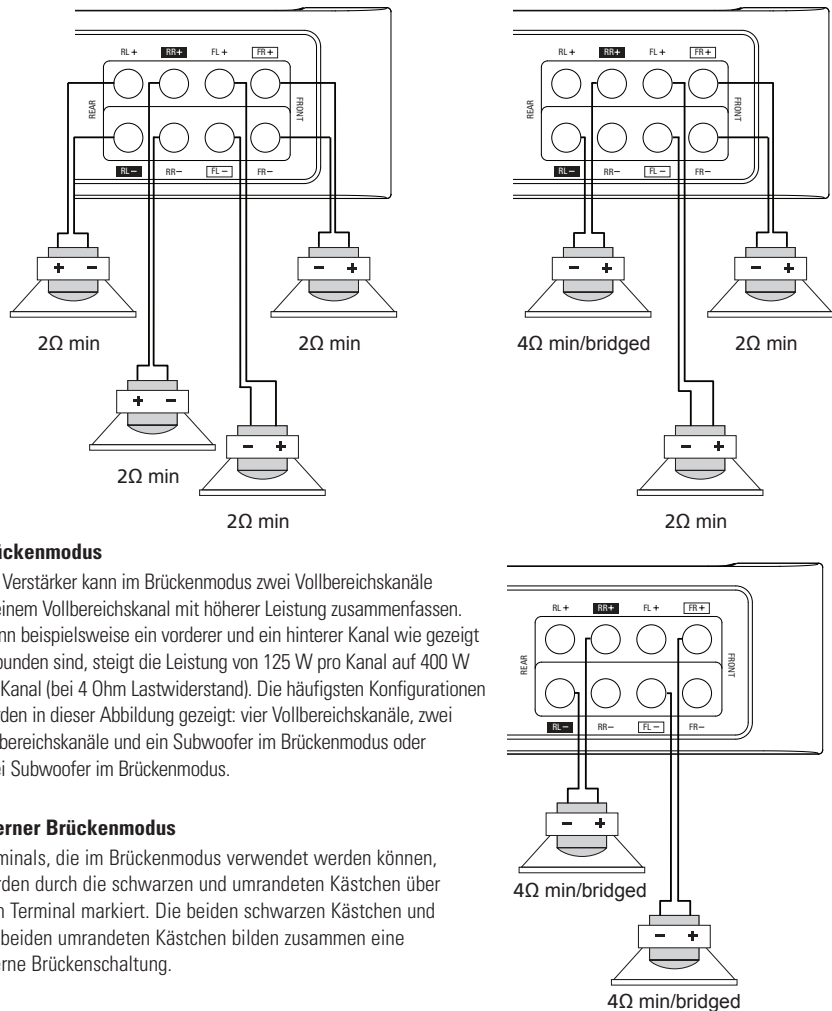 RL + RR+ FL + FR +
REAR
FRONT
RL − RR− FL − FR−
+ −
− +
2Ω min
2Ω min
+ −
2Ω min
− +
2Ω min
RL + RR+ FL + FR +
REAR
FRONT
RL − RR− FL − FR−
− +
− +
4Ω min/bridged
2Ω min
− +
2Ω min
ückenmodus
Verstärker kann im Brückenmodus zwei Vollbereichskanäle
einem Vollbereichskanal mit höherer Leistung zusammenfassen.
nn beispielsweise ein vorderer und ein hinterer Kanal wie gezeigt
bunden sind, steigt die Leistung von 125 W pro Kanal auf 400 W
Kanal (bei 4 Ohm Lastwiderstand). Die häufigsten Konfigurationen
rden in dieser Abbildung gezeigt: vier Vollbereichskanäle, zwei
lbereichskanäle und ein Subwoofer im Brückenmodus oder
ei Subwoofer im Brückenmodus.
erner Brückenmodus
minals, die im Brückenmodus verwendet werden können,
rden durch die schwarzen und umrandeten Kästchen über
m Terminal markiert. Die beiden schwarzen Kästchen und
beiden umrandeten Kästchen bilden zusammen eine
erne Brückenschaltung.
RL + RR+ FL + FR +
REAR
FRONT
RL − RR− FL − FR−
− +
4Ω min/bridged
− +
4Ω min/bridged